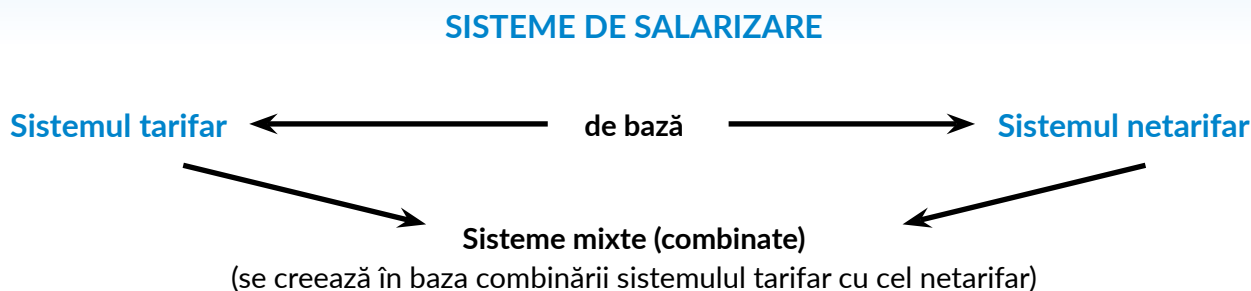 SISTEME DE SALARIZARE
Sistemul tarifar de bază Sistemul netarifar
Sisteme mixte (combinate)
(se creează în baza combinării sistemulul tarifar cu cel netarifar)